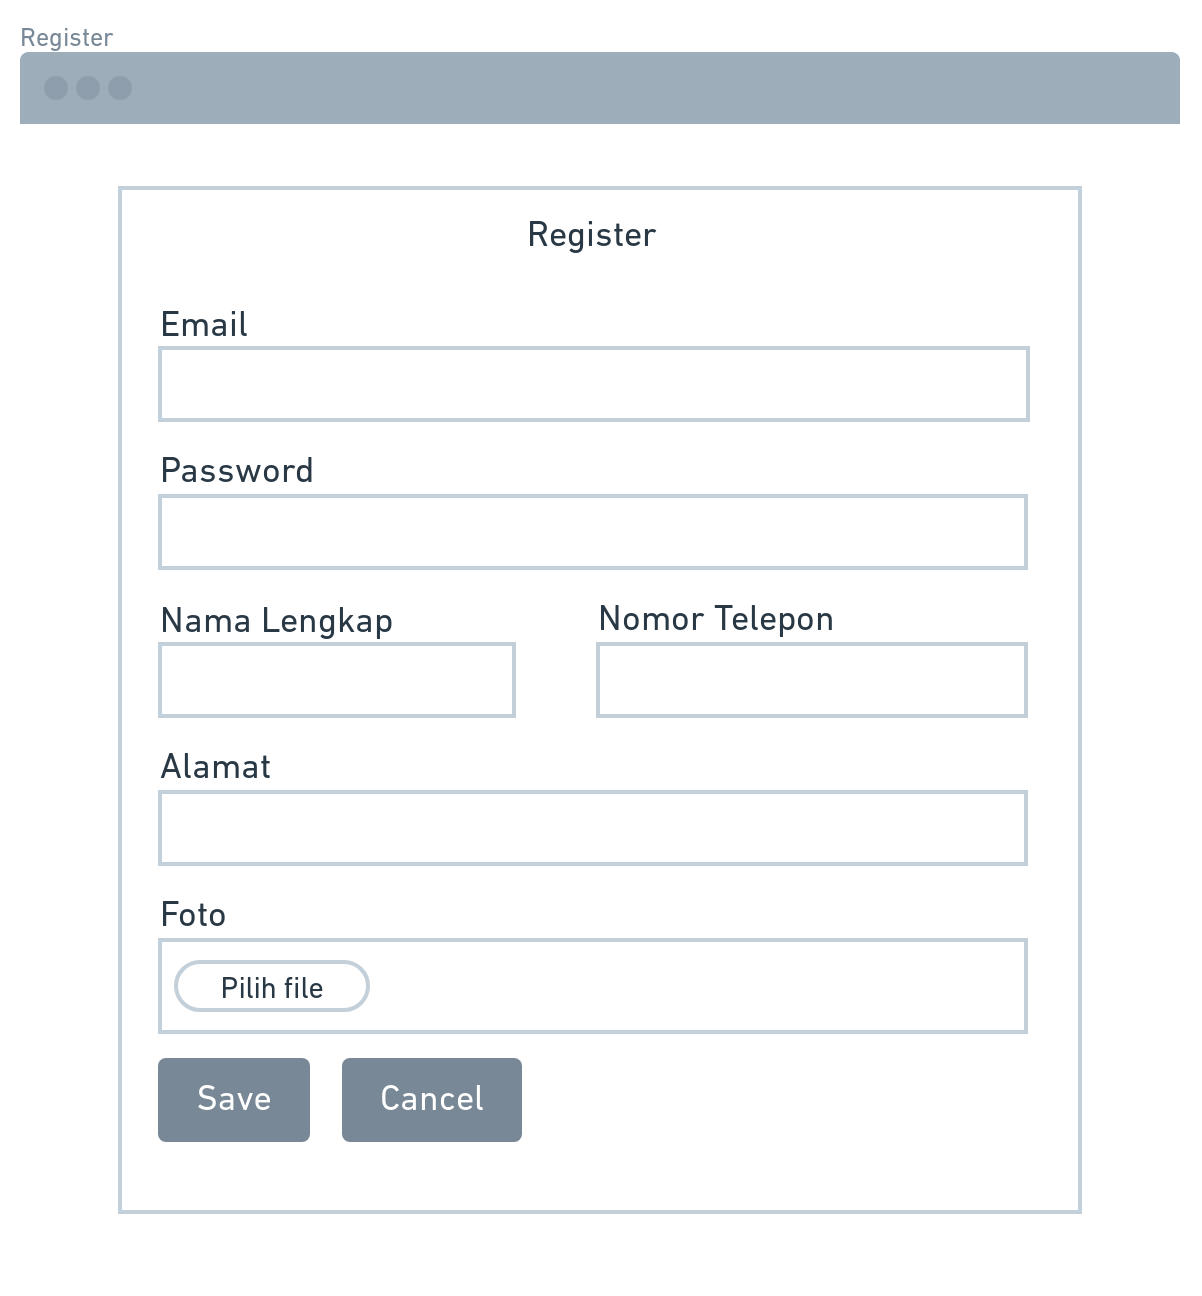 Register
Register
Email
Password
Nama Lengkap
Nomor Telepon
Alamat
Foto
Pilih file
Save
Cancel